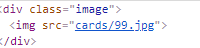 <div class="image">
<img src="cards/99.jpg">
</div>